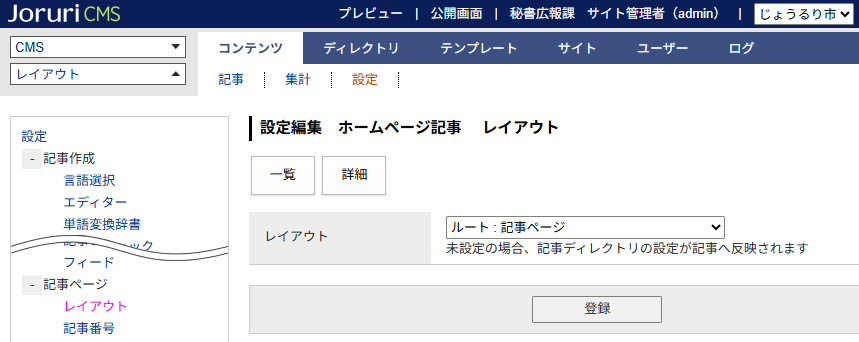 Joruri CMS プレビュー | 公開画面 | 秘書広報課 サイト管理者（admin） | じょうるり市
CMS
レイアウト
コンテンツ ディレクトリ テンプレート サイト ユーザー ログ
記事 集計 設定
設定
- 記事作成
言語選択
エディター
単語変換辞書
フィード
- 記事ページ
レイアウト
記事番号
設定編集 ホームページ記事 レイアウト
一覧 詳細
レイアウト ルート : 記事ページ
未設定の場合、記事ディレクトリの設定が記事へ反映されます
登録